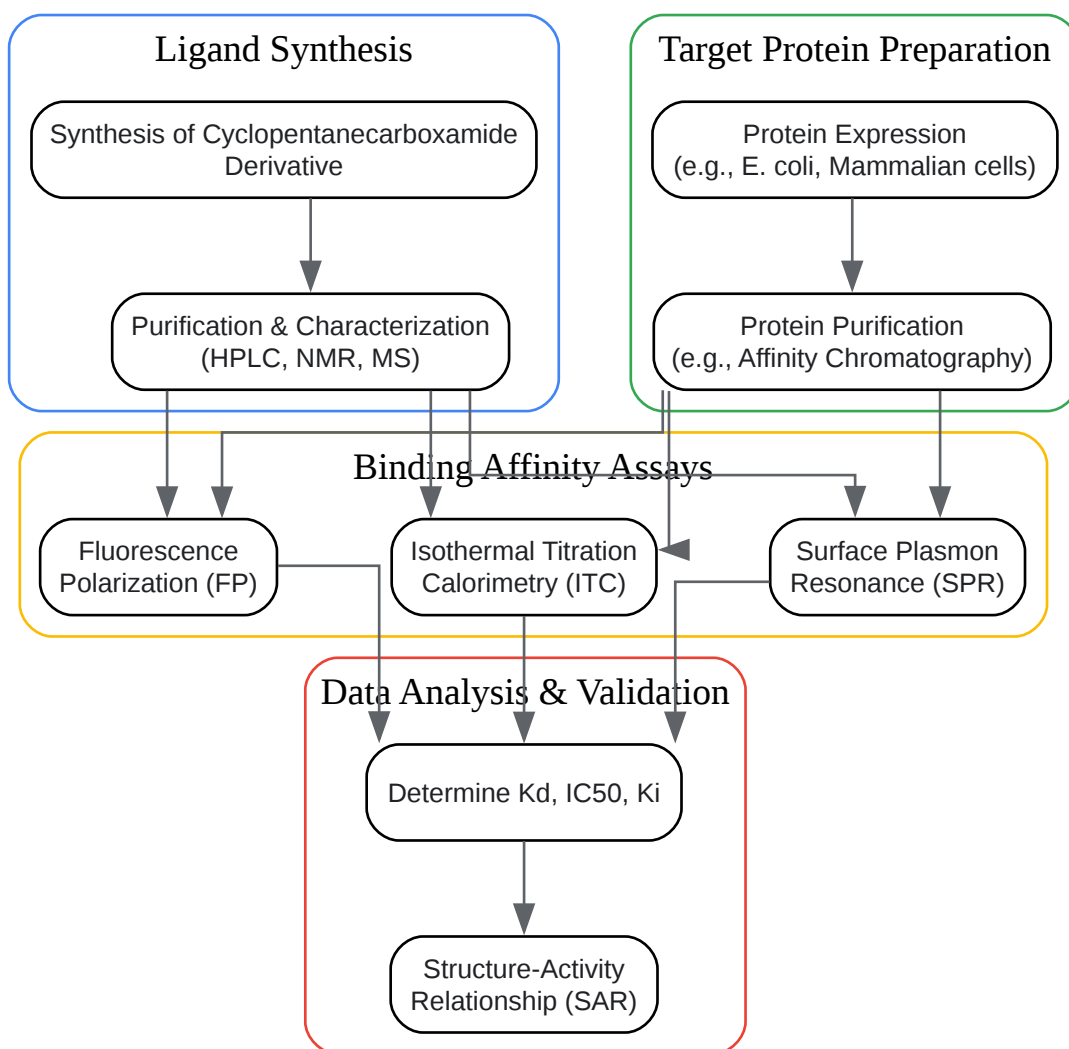 Ligand Synthesis
Synthesis of Cyclopentanecarboxamide
Derivative
Purification & Characterization
(HPLC, NMR, MS)
Target Protein Preparation
Protein Expression
(e.g., E. coli, Mammalian cells)
Protein Purification
(e.g., Affinity Chromatography)
Binding Affinity Assays
Fluorescence
Polarization (FP)
Isothermal Titration
Calorimetry (ITC)
Surface Plasmon
Resonance (SPR)
Data Analysis & Validation
Determine Kd, IC50, Ki
Structure-Activity
Relationship (SAR)